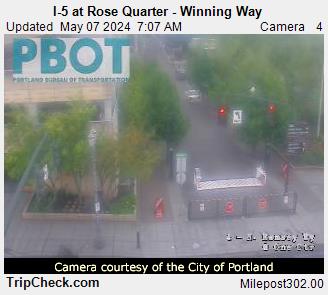 I-5 at Rose Quarter - Winning Way
Updated May 07 2024 7:07 AM Camera 4
PBOT
PORTLAND BUREAU OF TRANSPORTATION
Camera courtesy of the City of Portland
TripCheck.com Milepost302.00